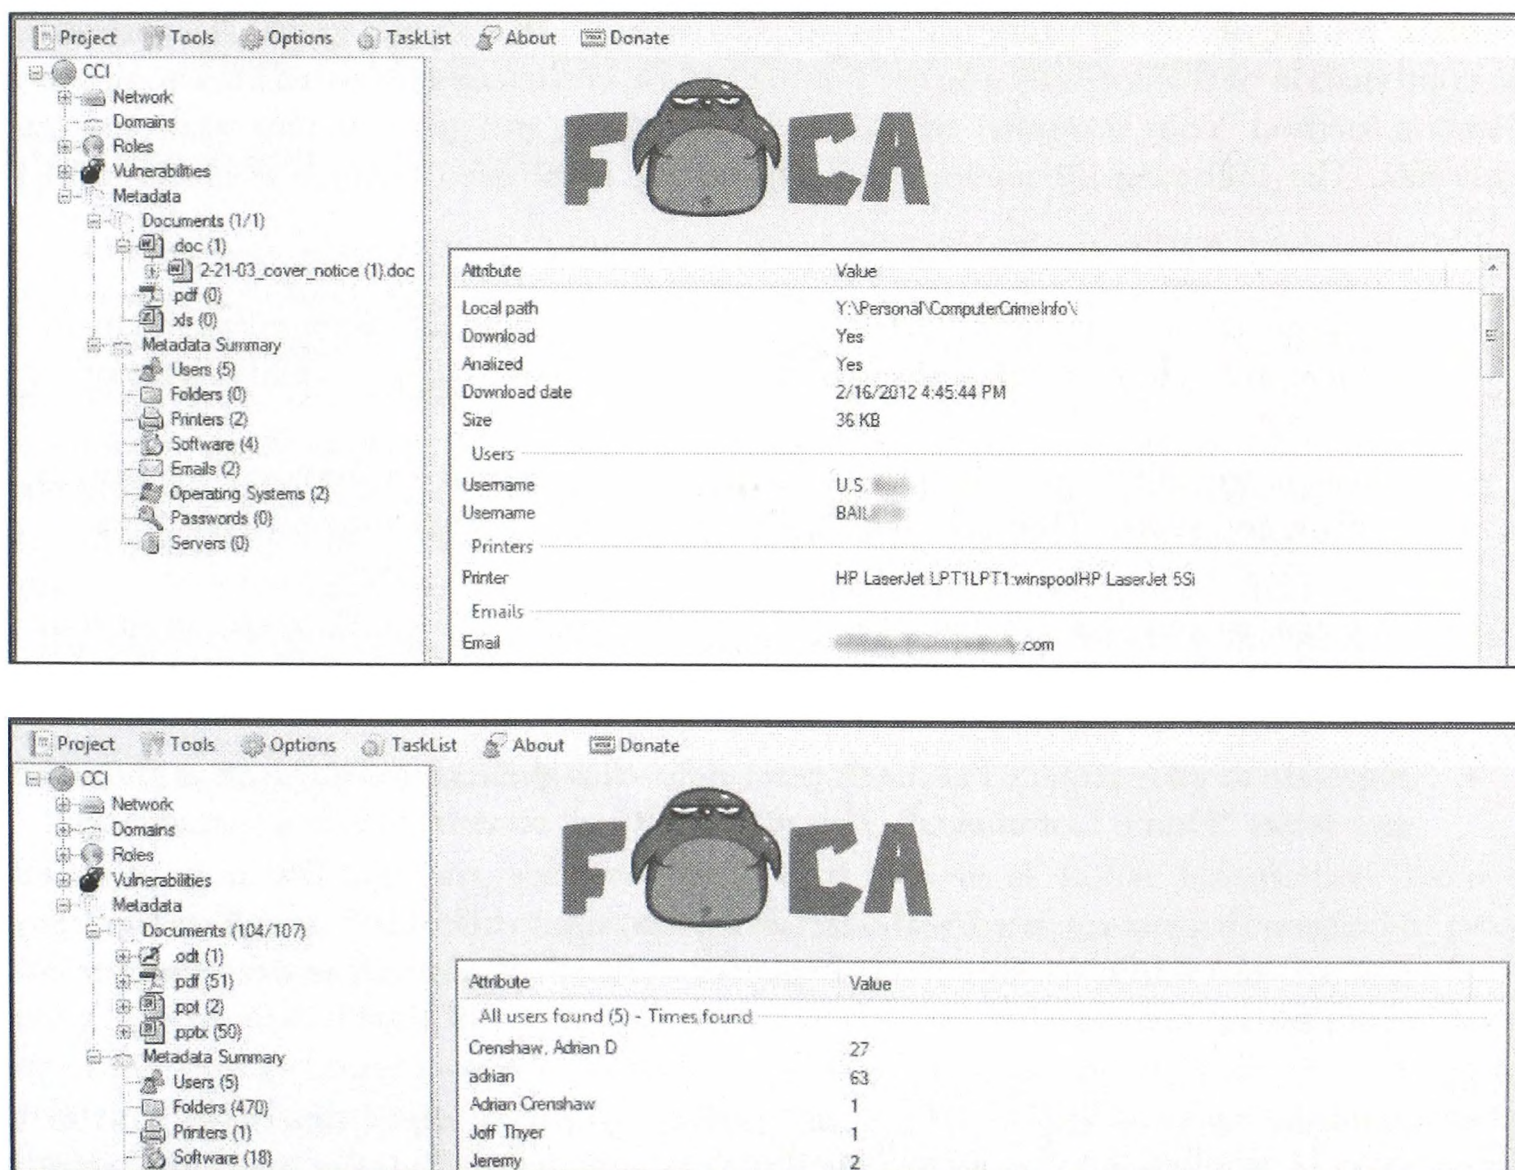 Project Tools Options TaskList About Donate
CCI
Network
Domains
Roles
Vulnerabilities
Metadata
Documents (1/1)
.doc (1)
2-21-03_cover_notice (1).doc
.pdf (0)
.xls (0)
Metadata Summary
Users (5)
Folders (0)
Printers (2)
Software (4)
Emails (2)
Operating Systems (2)
Passwords (0)
Servers (0)
FOCA
Attribute Value
Local path Y:\Personal\ComputerCrimeInfo\
Download Yes
Analized Yes
Download date 2/16/2012 4:45:44 PM
Size 36 KB
Users
Username U.S.
Username BAIL
Printers
Printer HP LaserJet LPT1LPT1:winspoolHP LaserJet 5Si
Emails
Email .com
Project Tools Options TaskList About Donate
CCI
Network
Domains
Roles
Vulnerabilities
Metadata
Documents (104/107)
.odt (1)
.pdf (51)
.ppt (2)
.pptx (50)
Metadata Summary
Users (5)
Folders (470)
Printers (1)
Software (18)
FOCA
Attribute Value
All users found (5) - Times found
Crenshaw, Adrian D 27
adrian 63
Adrian Crenshaw 1
Joff Thyer 1
Jeremy 2